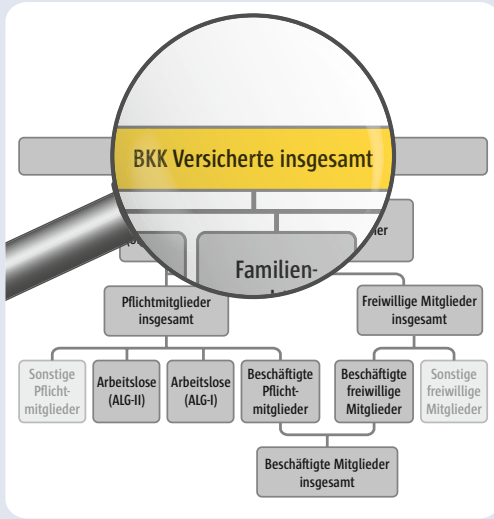 BKK Versicherte insgesamt
Familien-
Pflichtmitglieder
insgesamt
Freiwillige Mitglieder
insgesamt
Sonstige
Pflicht-
mitglieder
Arbeitslose
(ALG-II)
Arbeitslose
(ALG-I)
Beschäftigte
Pflicht-
mitglieder
Beschäftigte
freiwillige
Mitglieder
Sonstige
freiwillige
Mitglieder
Beschäftigte Mitglieder
insgesamt